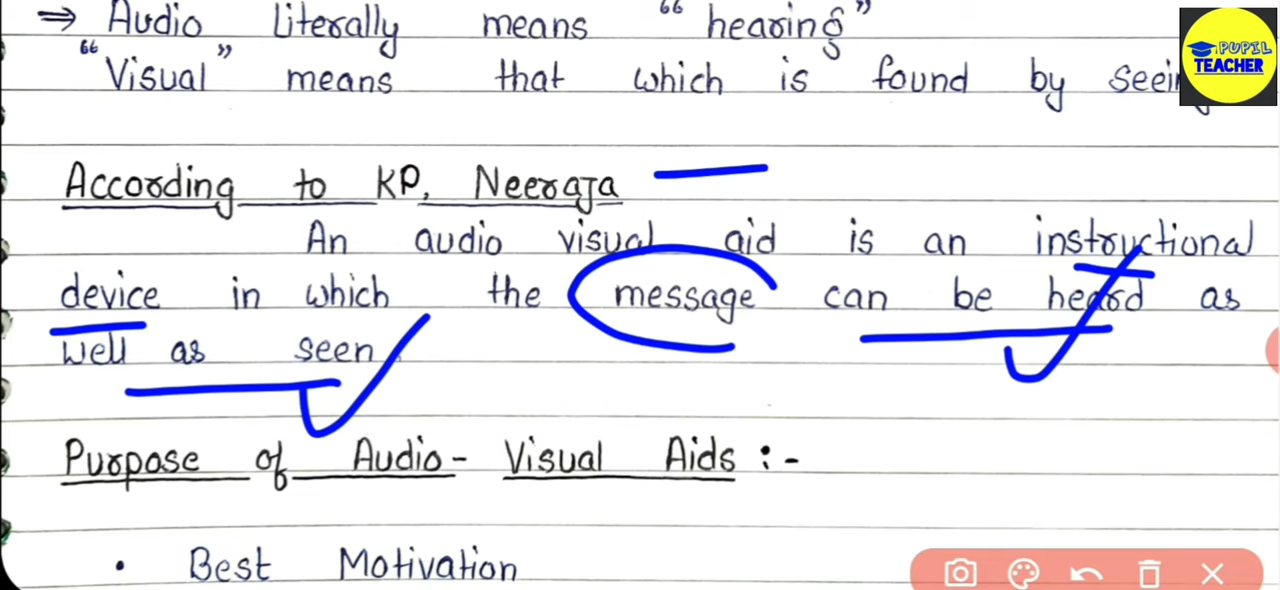 ⇒ Audio Literally means "hearing"
"Visual" means that which is found by seein
PUPIL
TEACHER
According to KP, Neeraja
An audio visual aid is an instructional
device in which the message can be heard as
well as seen
Purpose of Audio- Visual Aids :-
• Best Motivation